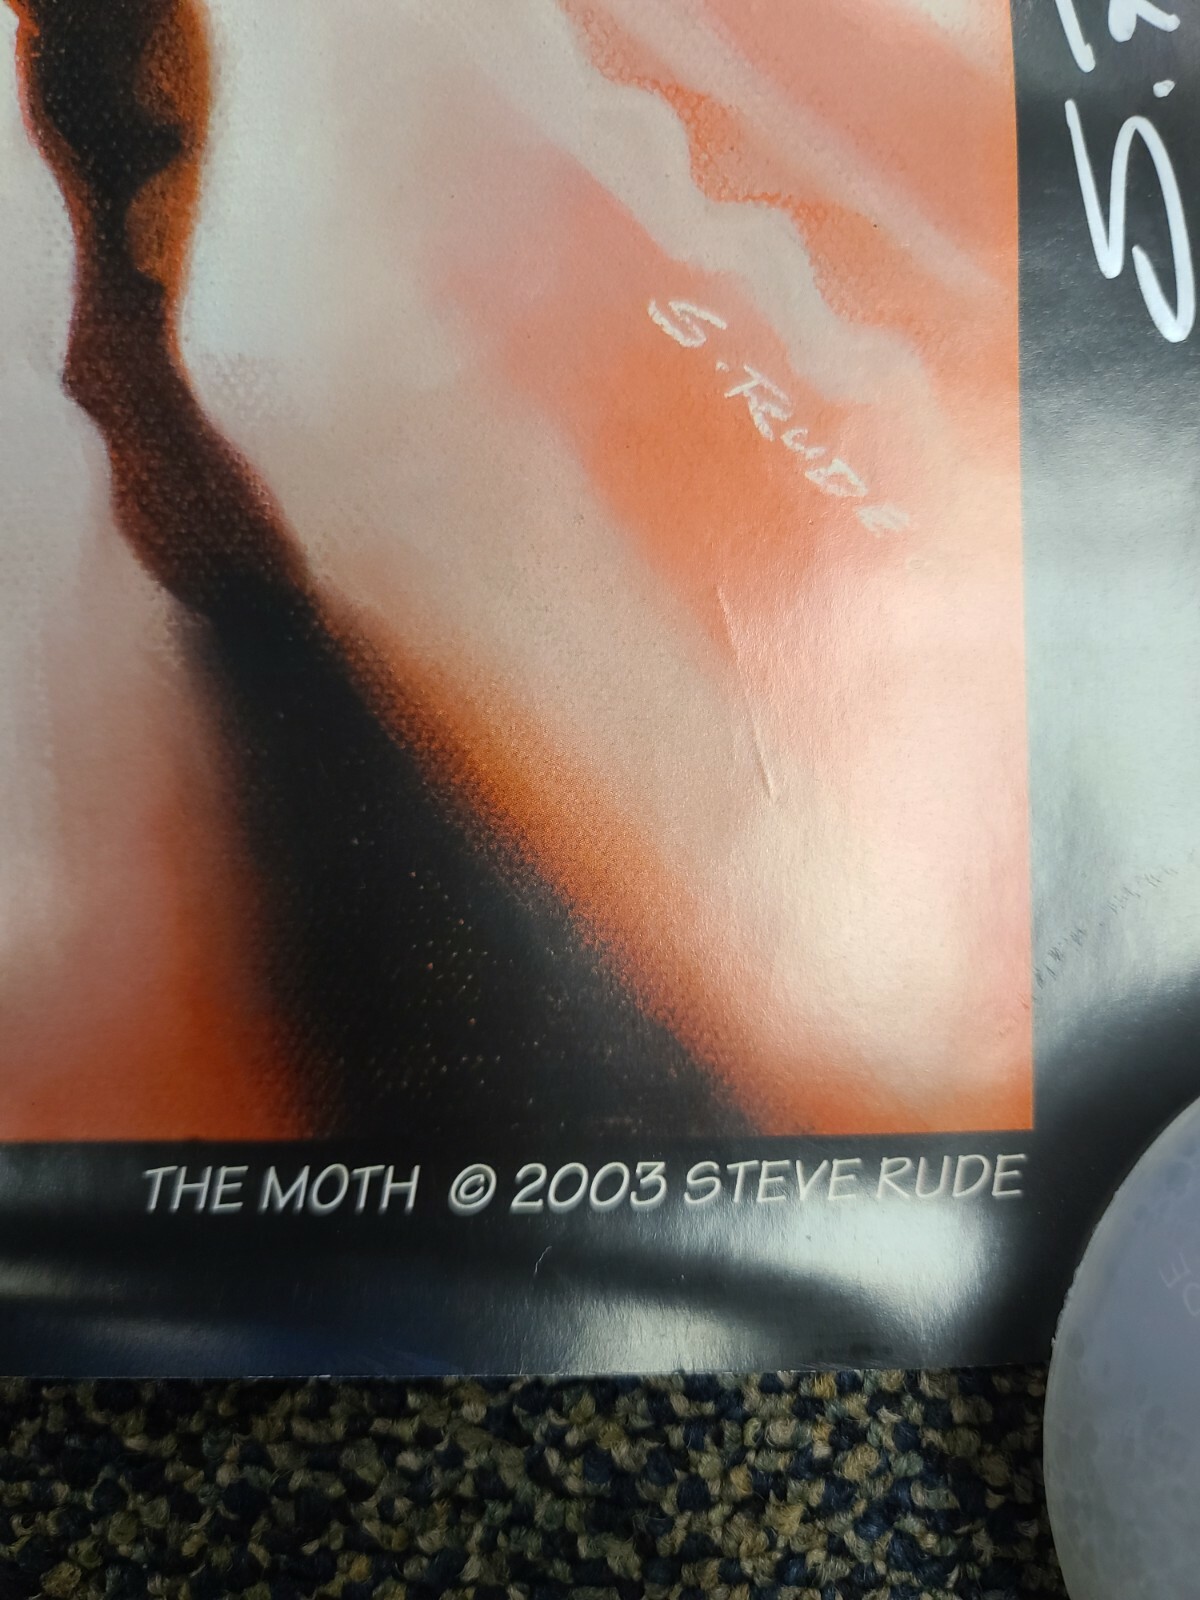 S. RUDE
THE MOTH © 2003 STEVE RUDE